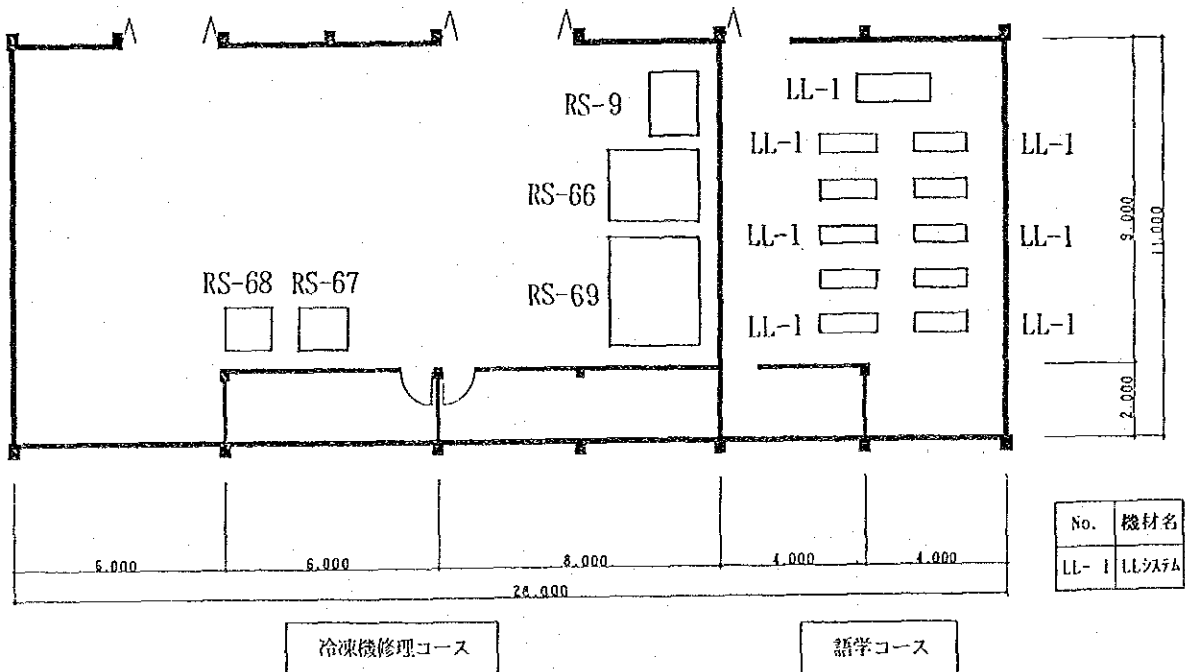 LL-1
RS-9
LL-1 LL-1
RS-66
LL-1 LL-1
RS-68 RS-67
RS-69
LL-1 LL-1
9.000
11.000
2.000
6.000 6.000 8.000 4.000 4.000
28.000
No. 機材名
LL- 1 LLシステム
冷凍機修理コース
語学コース